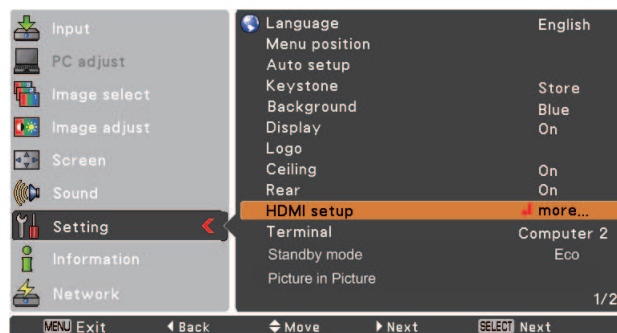 Input
PC adjust
Image select
Image adjust
Screen
Sound
Setting
Information
Network
Language English
Menu position
Auto setup
Keystone Store
Background Blue
Display On
Logo
Ceiling On
Rear On
HDMI setup more...
Terminal Computer 2
Standby mode Eco
Picture in Picture
1/2
MENU Exit Back Move Next SELECT Next